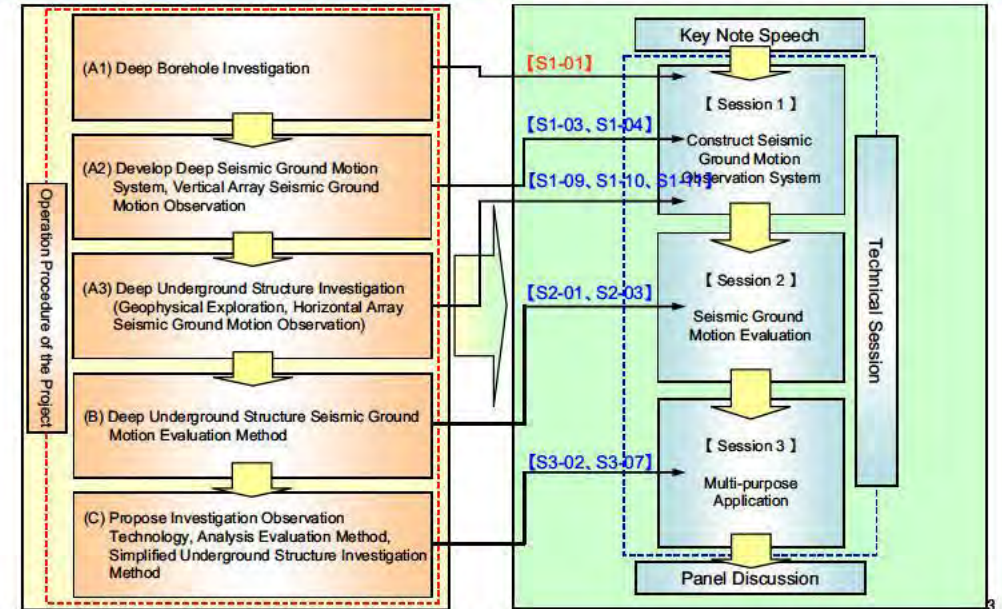 Operation Procedure of the Project
(A1) Deep Borehole Investigation
(A2) Develop Deep Seismic Ground Motion
System, Vertical Array Seismic Ground
Motion Observation
(A3) Deep Underground Structure Investigation
(Geophysical Exploration, Horizontal Array
Seismic Ground Motion Observation)
(B) Deep Underground Structure Seismic Ground
Motion Evaluation Method
(C) Propose Investigation Observation
Technology, Analysis Evaluation Method,
Simplified Underground Structure Investigation
Method
【S1-01】
【S1-03、S1-04】
【S1-09、S1-10、S1-11】
【S2-01、S2-03】
【S3-02、S3-07】
Key Note Speech
【 Session 1 】
Construct Seismic
Ground Motion
Observation System
【 Session 2 】
Seismic Ground
Motion Evaluation
【 Session 3 】
Multi-purpose
Application
Panel Discussion
Technical Session
3